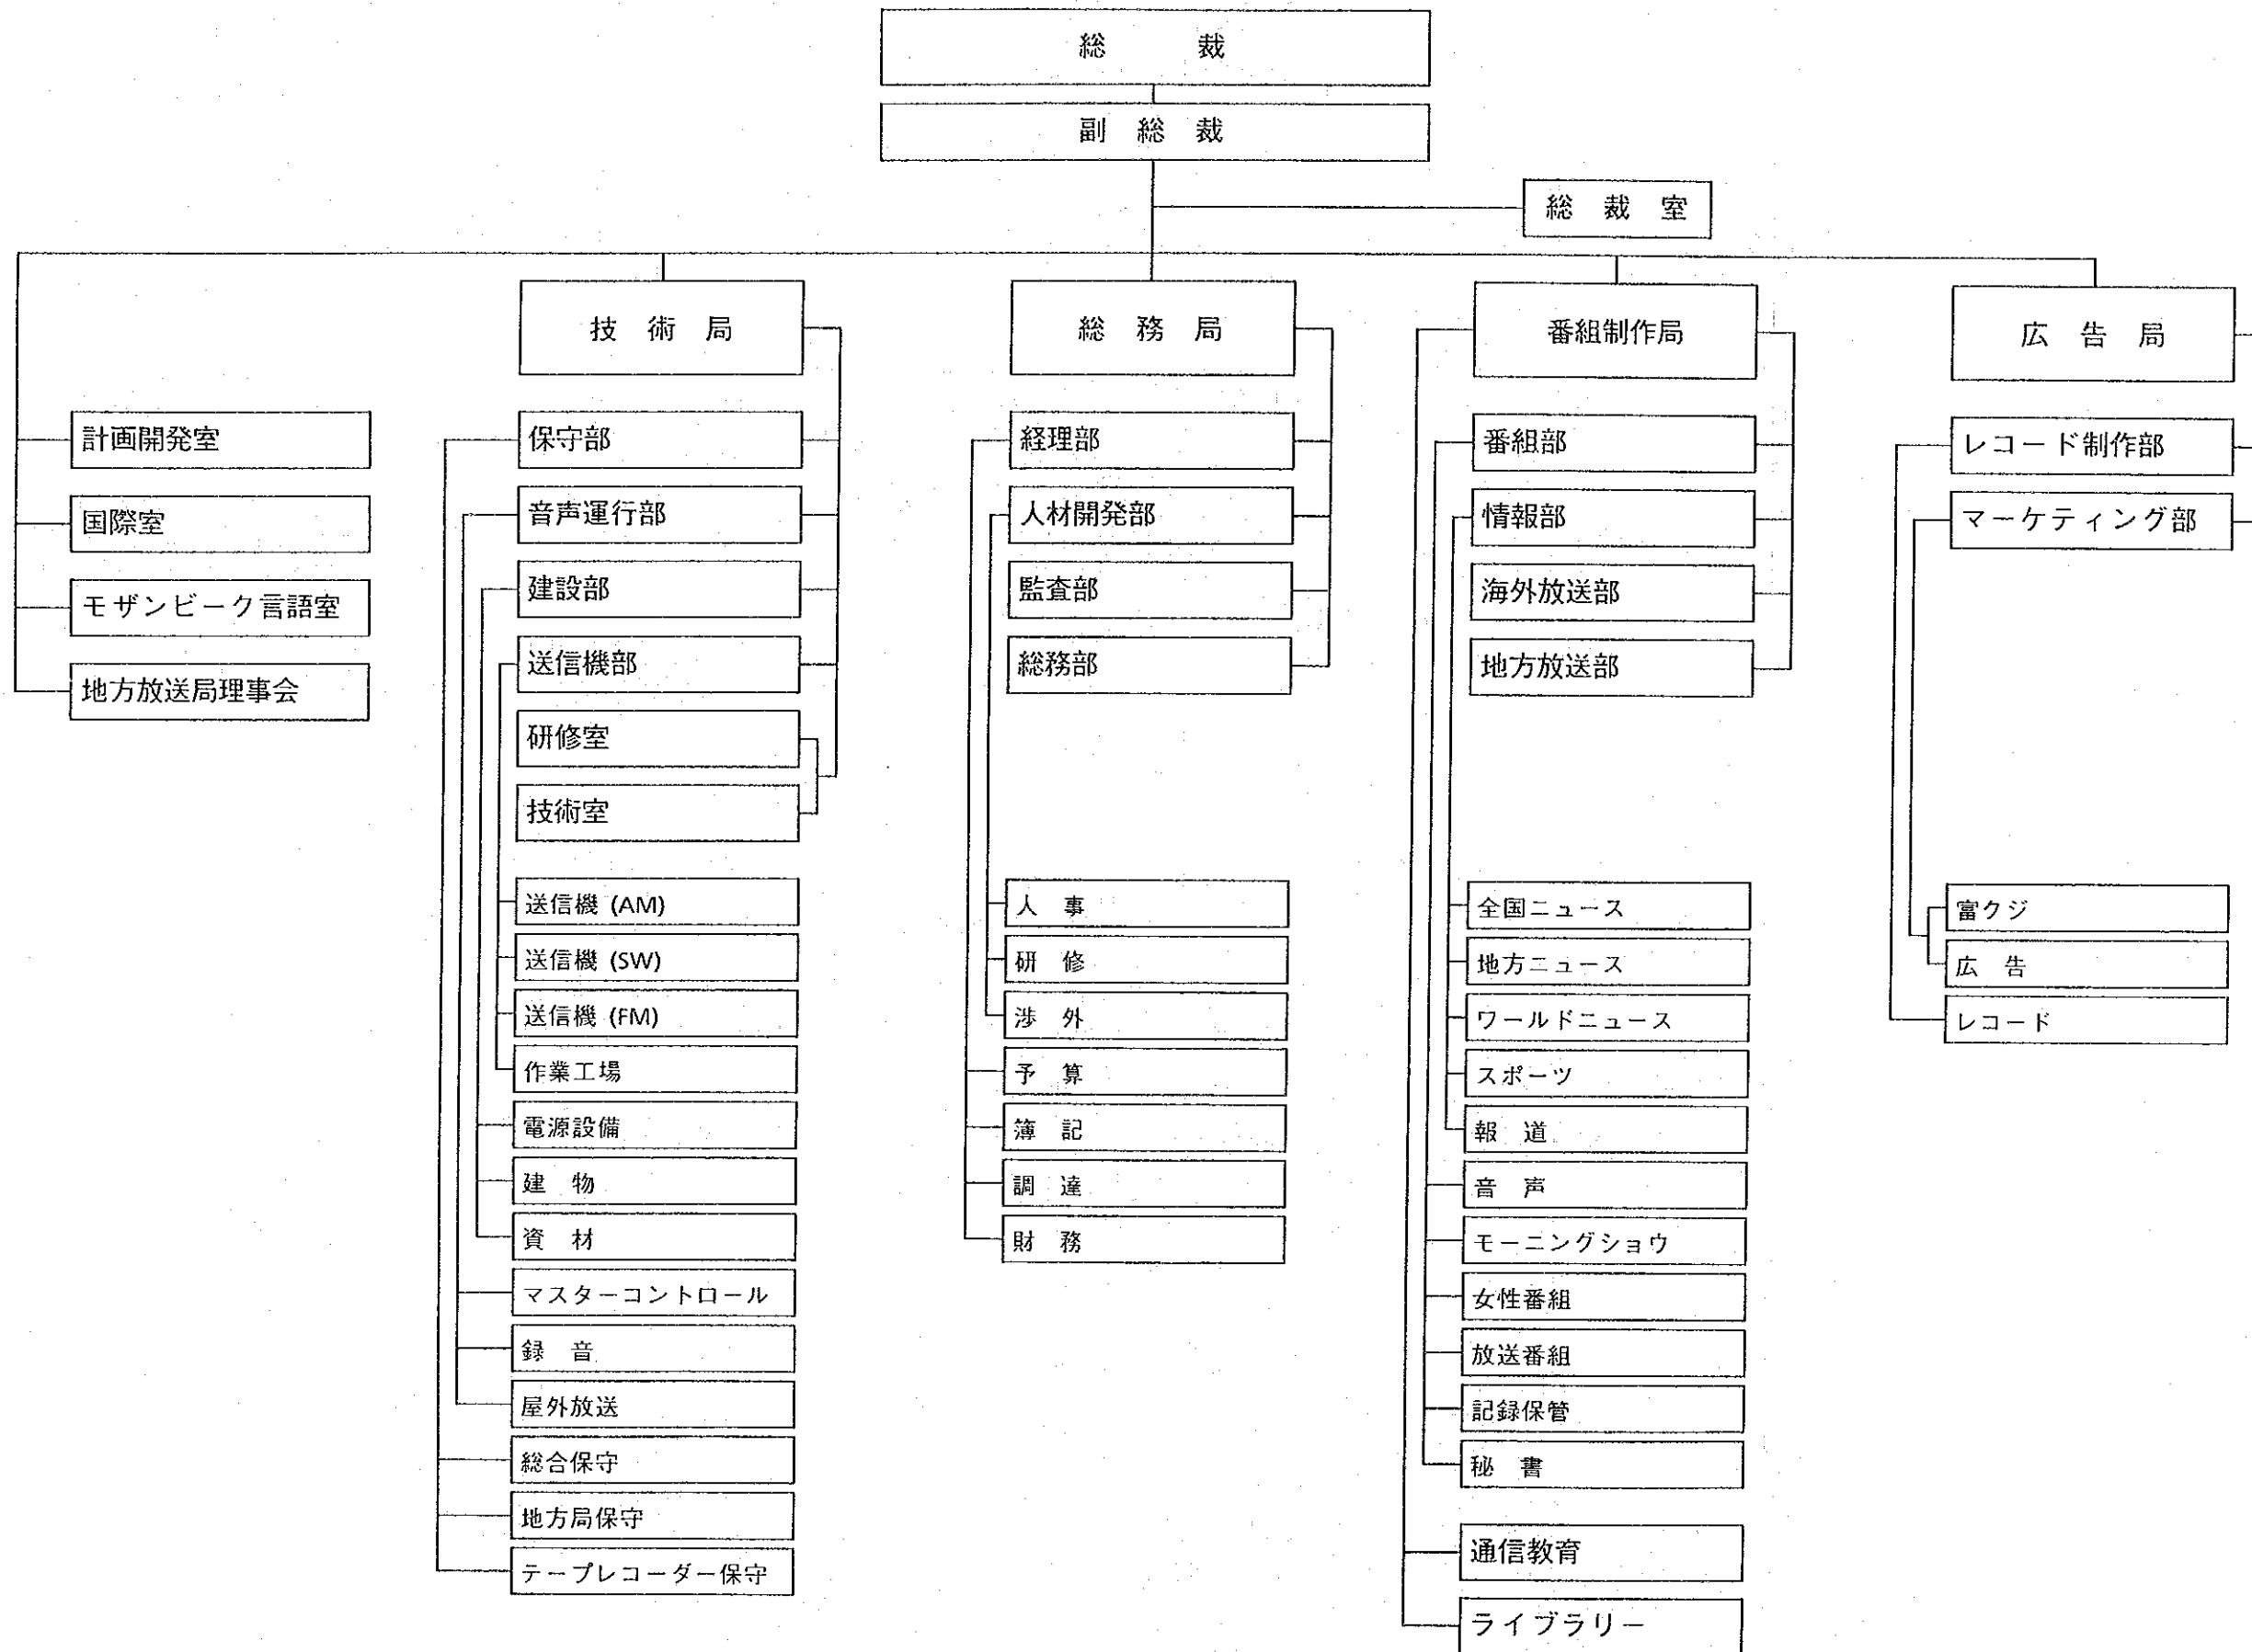 総裁
副総裁
総裁室
技術局
総務局
番組制作局
広告局
計画開発室
国際室
モザンビーク言語室
地方放送局理事会
保守部
音声運行部
建設部
送信機部
研修室
技術室
送信機 (AM)
送信機 (SW)
送信機 (FM)
作業工場
電源設備
建物
資材
マスターコントロール
録音
屋外放送
総合保守
地方局保守
テープレコーダー保守
経理部
人材開発部
監査部
総務部
人事
研修
渉外
予算
簿記
調達
財務
番組部
情報部
海外放送部
地方放送部
全国ニュース
地方ニュース
ワールドニュース
スポーツ
報道
音声
モーニングショウ
女性番組
放送番組
記録保管
秘書
通信教育
ライブラリー
レコード制作部
マーケティング部
富クジ
広告
レコード